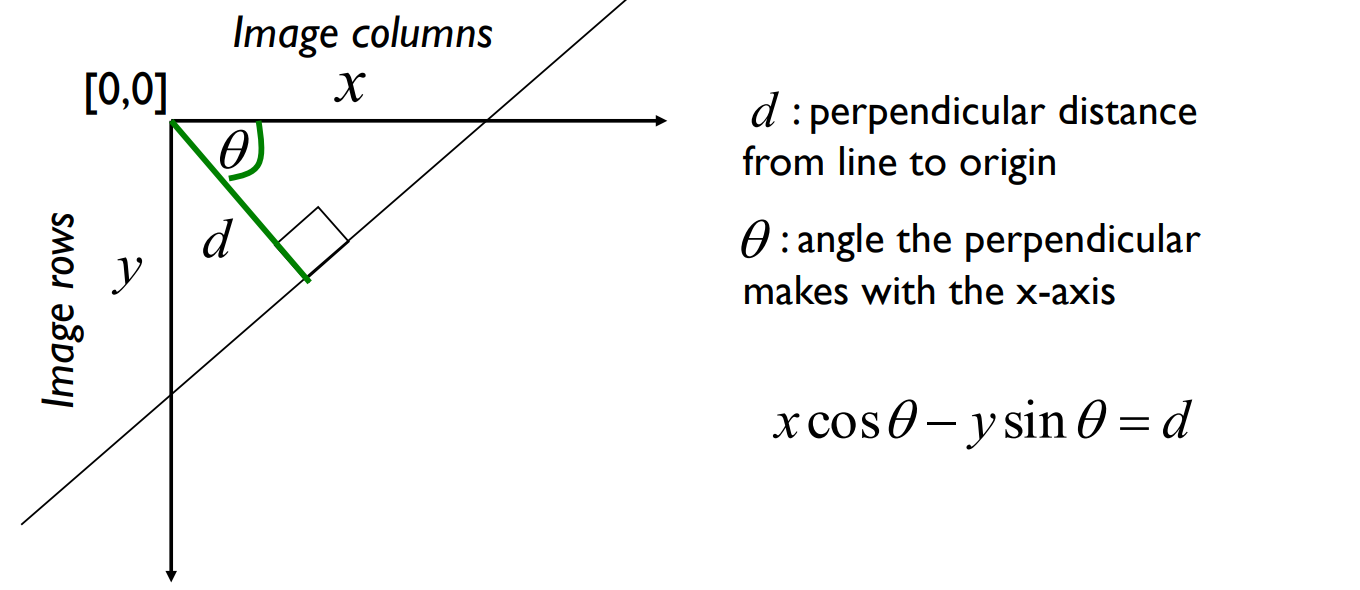 Image columns
[0,0]
x
θ
d
y
Image rows
d : perpendicular distance
from line to origin
θ : angle the perpendicular
makes with the x-axis
x cos θ − y sin θ = d